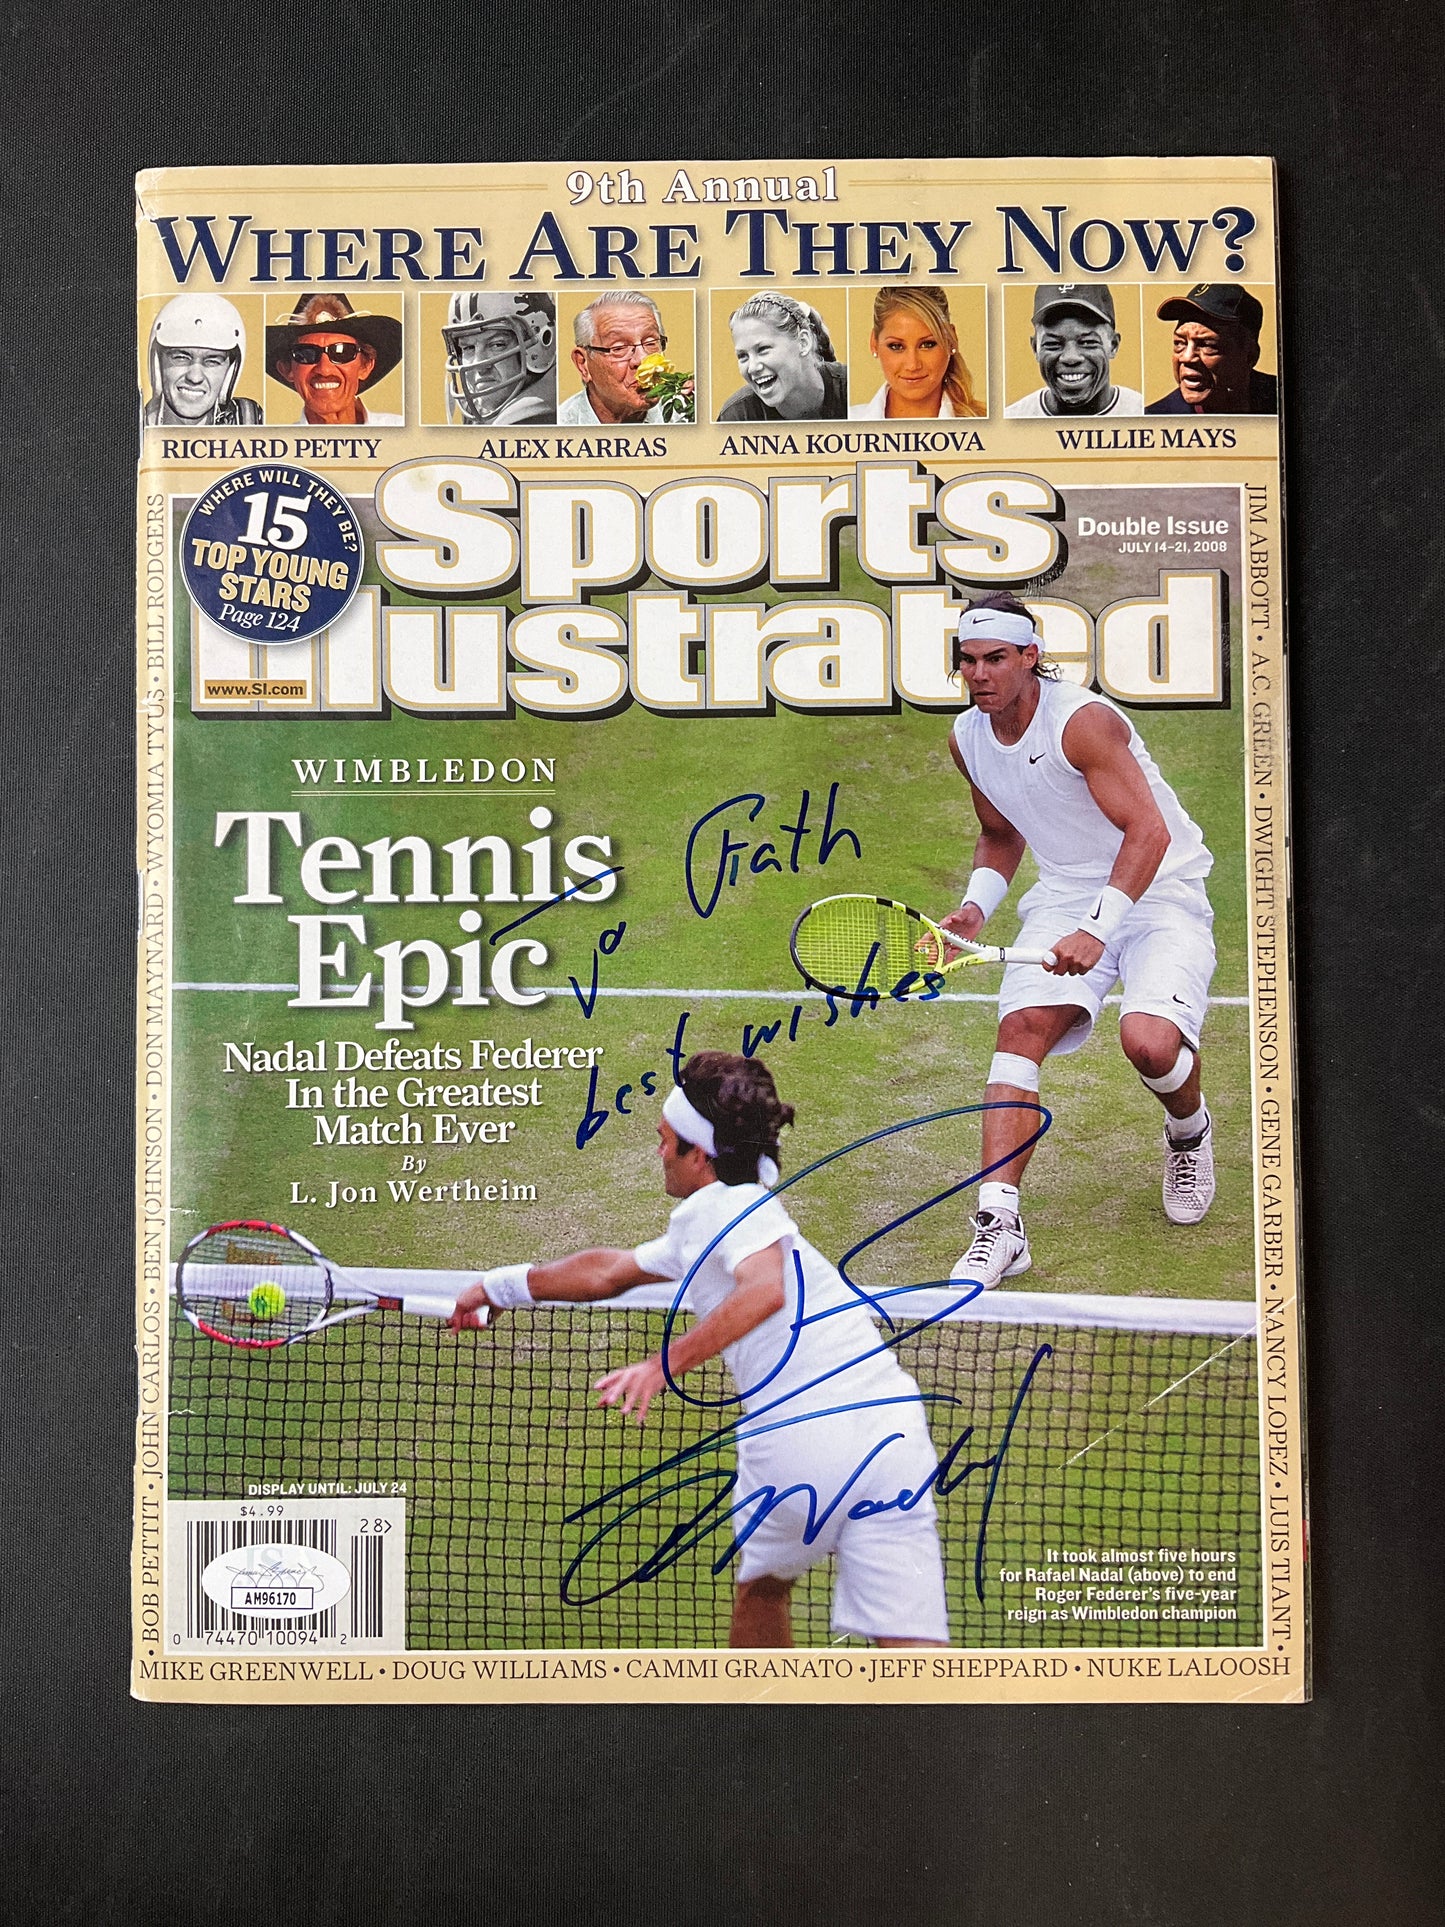 9th Annual
WHERE ARE THEY NOW?
RICHARD PETTY ALEX KARRAS ANNA KOURNIKOVA WILLIE MAYS
WHERE WILL THEY BE?
15
TOP YOUNG
STARS
Page 124
Sports
Illustrated
www.SI.com
Double Issue
JULY 14-21, 2008
WIMBLEDON
Tennis
Epic
Nadal Defeats Federer
In the Greatest
Match Ever
By
L. Jon Wertheim
best wishes
Nadal
DISPLAY UNTIL: JULY 24
$4.99
28>
AM96170
0 74470 10094 2
It took almost five hours
for Rafael Nadal (above) to end
Roger Federer's five-year
reign as Wimbledon champion
BOB PETTIT • JOHN CARLOS • BEN JOHNSON • DON MAYNARD • WYOMIA TYUS • BILL RODGERS
JIM ABBOTT • A.C. GREEN • DWIGHT STEPHENSON • GENE GARBER • NANCY LOPEZ • LUIS TIANT •
MIKE GREENWELL • DOUG WILLIAMS • CAMMI GRANATO • JEFF SHEPPARD • NUKE LALOOSH